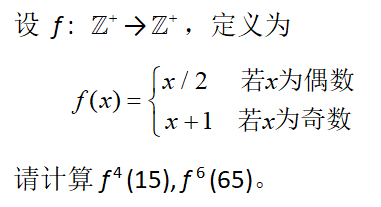 设 f： ℤ⁺→ℤ⁺，定义为
f(x) = { x / 2 若x为偶数
x + 1 若x为奇数
请计算 f⁴(15), f⁶(65)。